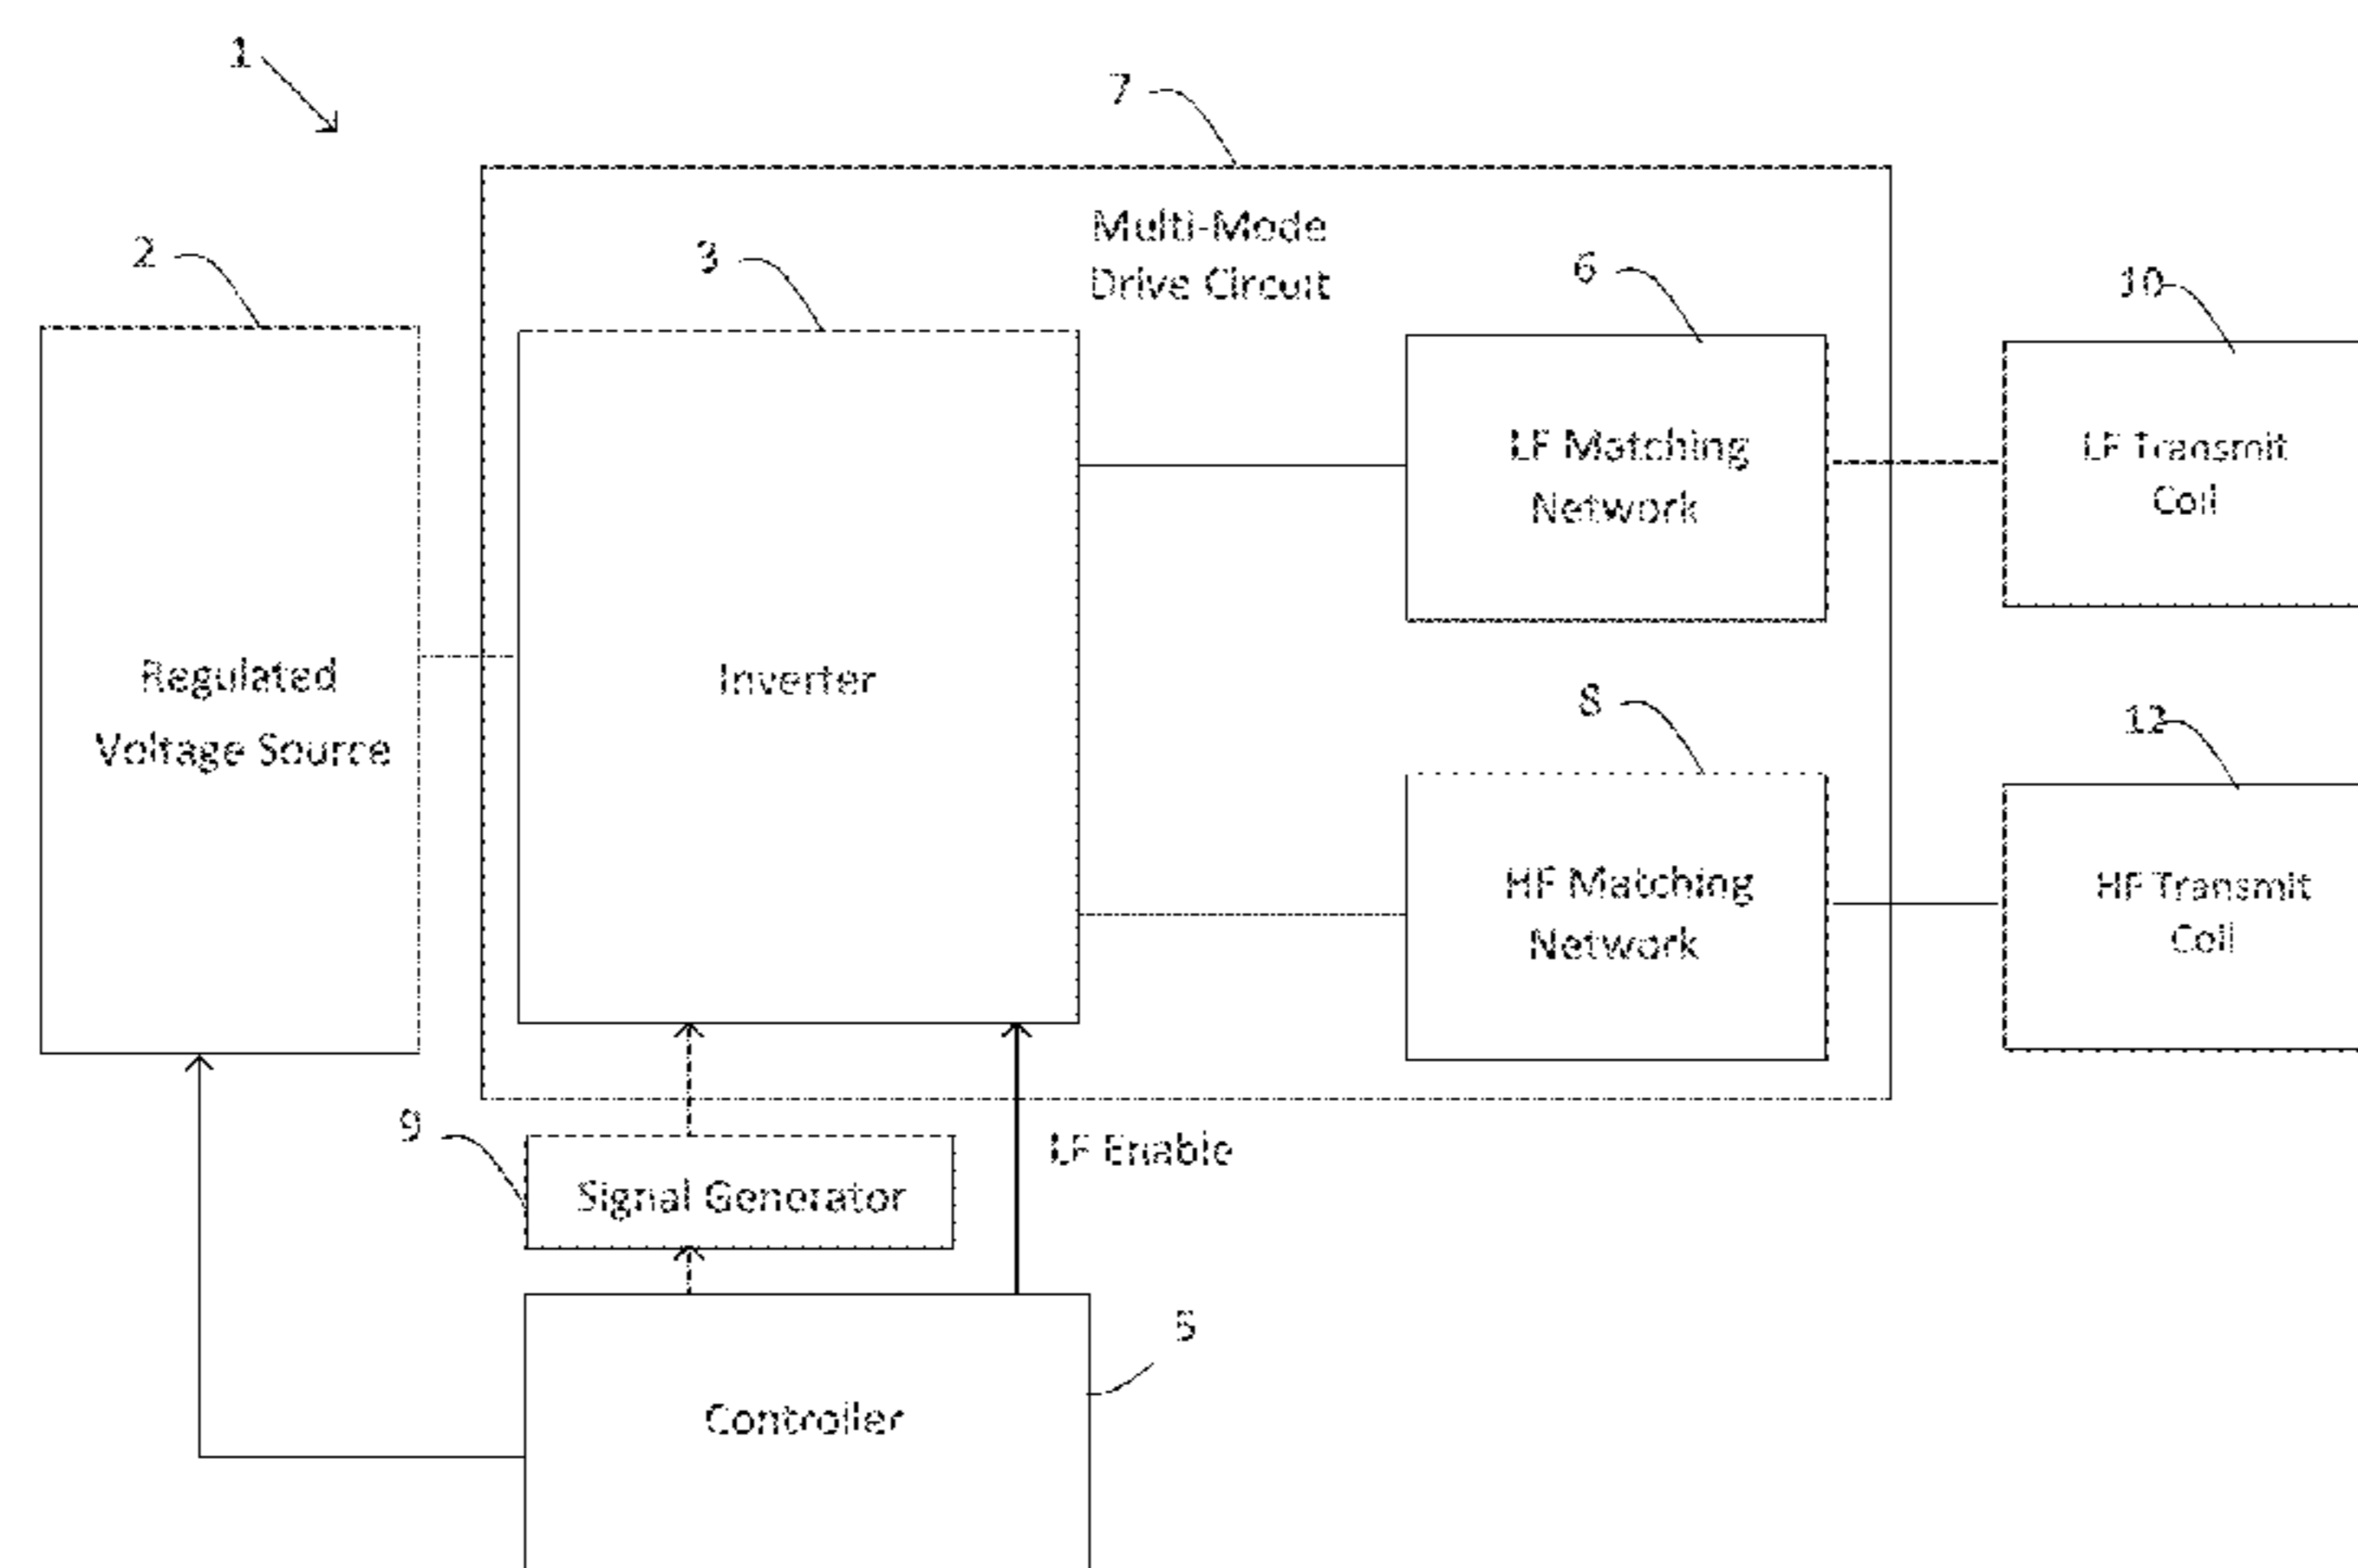 1
7
Multi-Mode
Drive Circuit
2
3
6
10
LF Matching
Network
LF Transmit
Coil
Regulated
Voltage Source
Inverter
8
12
HF Matching
Network
HF Transmit
Coil
9
LF Enable
Signal Generator
5
Controller